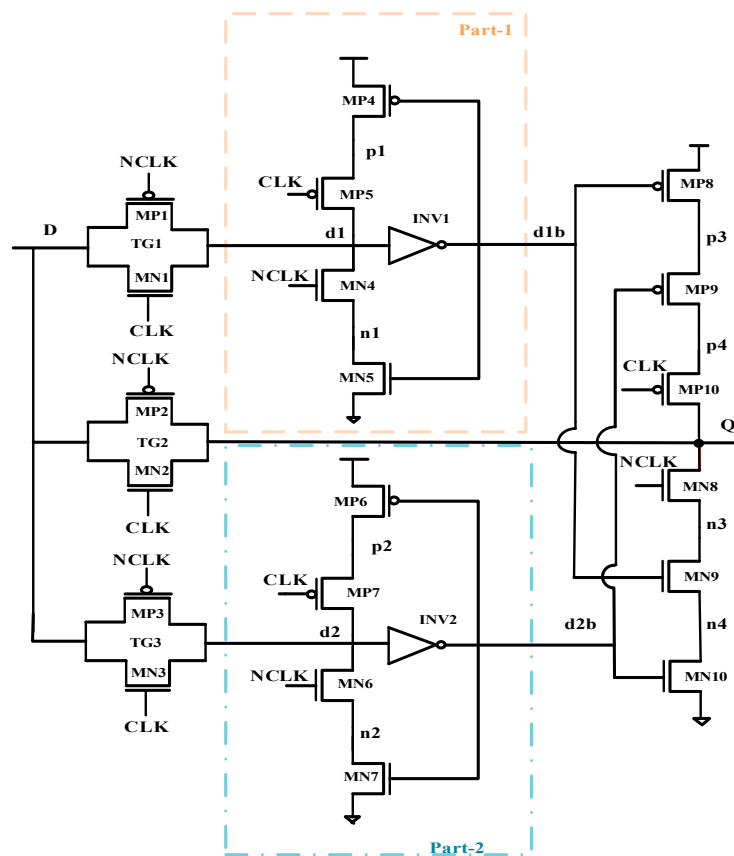 Part-1
MP4
NCLK
p1
CLK
MP5
MP8
MP1
INV1
D
TG1
d1
d1b
p3
NCLK
MN4
MP9
MN1
n1
CLK
p4
NCLK
MN5
CLK
MP10
MP2
TG2
Q
MN2
NCLK
MP6
MN8
CLK
p2
n3
NCLK
CLK
MP7
MN9
MP3
INV2
n4
TG3
d2
d2b
MN3
NCLK
MN6
MN10
CLK
n2
MN7
Part-2